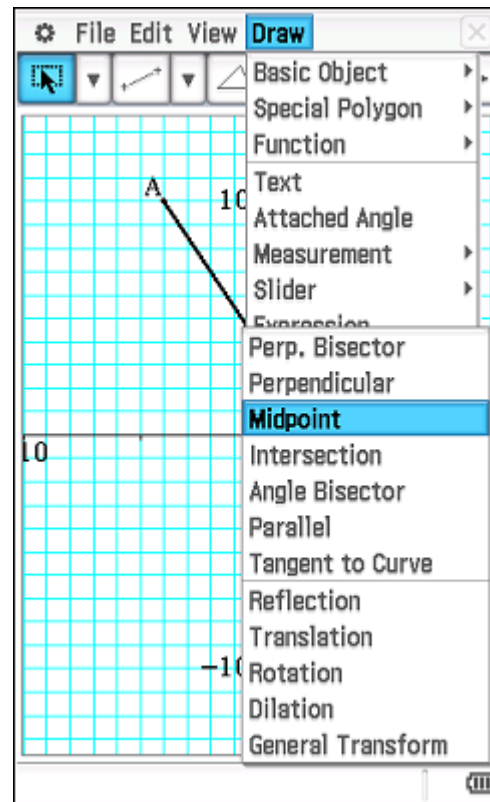 File Edit View Draw
Basic Object
Special Polygon
Function
Text
Attached Angle
Measurement
Slider
Expression
Perp. Bisector
Perpendicular
Midpoint
Intersection
Angle Bisector
Parallel
Tangent to Curve
Reflection
Translation
Rotation
Dilation
General Transform
A
10
10
-10